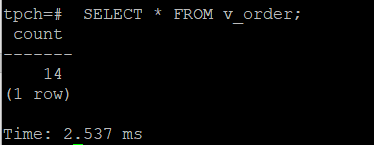 tpch=#  SELECT * FROM v_order;
 count
-------
    14
(1 row)

Time: 2.537 ms